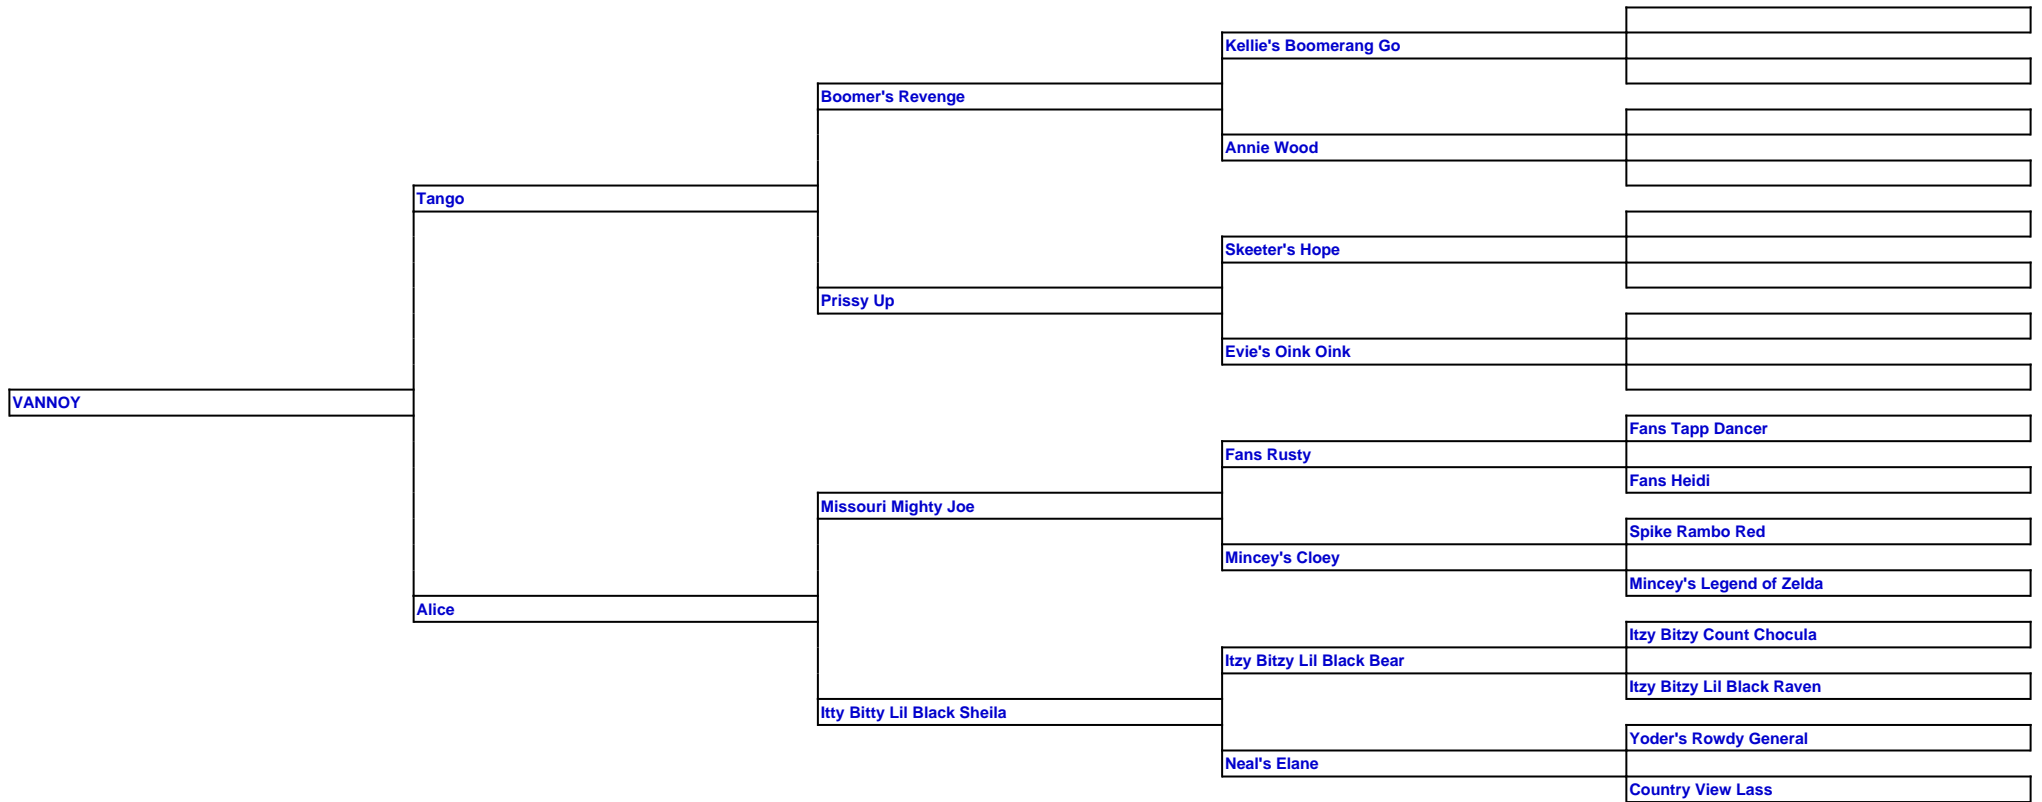 Kellie's Boomerang Go
Boomer's Revenge
Annie Wood
Tango
Skeeter's Hope
Prissy Up
Evie's Oink Oink
VANNOY
Fans Tapp Dancer
Fans Rusty
Fans Heidi
Missouri Mighty Joe
Spike Rambo Red
Mincey's Cloey
Mincey's Legend of Zelda
Alice
Itzy Bitzy Count Chocula
Itzy Bitzy Lil Black Bear
Itzy Bitzy Lil Black Raven
Itty Bitty Lil Black Sheila
Yoder's Rowdy General
Neal's Elane
Country View Lass